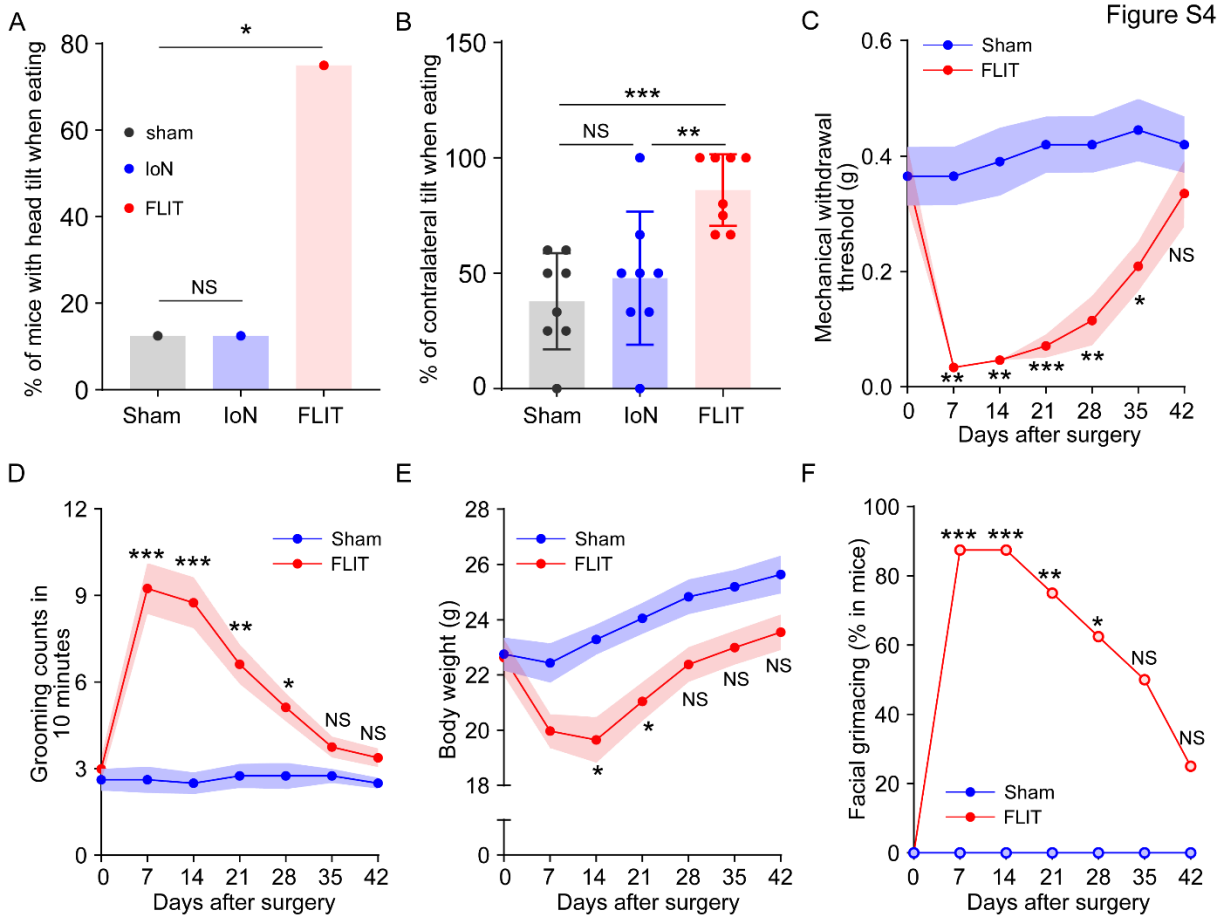 Figure S4
A
% of mice with head tilt when eating
80
60
40
20
0
*
NS
sham
IoN
FLIT
Sham
IoN
FLIT
B
% of contralateral tilt when eating
150
100
50
0
***
NS
**
Sham
IoN
FLIT
C
Mechanical withdrawal
threshold (g)
0.6
0.4
0.2
0.0
Sham
FLIT
**
**
***
**
*
NS
0 7 14 21 28 35 42
Days after surgery
D
Grooming counts in
10 minutes
12
9
6
3
0
Sham
FLIT
***
***
**
*
NS
NS
0 7 14 21 28 35 42
Days after surgery
E
Body weight (g)
28
26
24
22
20
18
0
Sham
FLIT
*
*
NS
NS
NS
0 7 14 21 28 35 42
Days after surgery
F
Facial grimacing (% in mice)
100
80
60
40
20
0
***
***
**
*
NS
NS
Sham
FLIT
0 7 14 21 28 35 42
Days after surgery